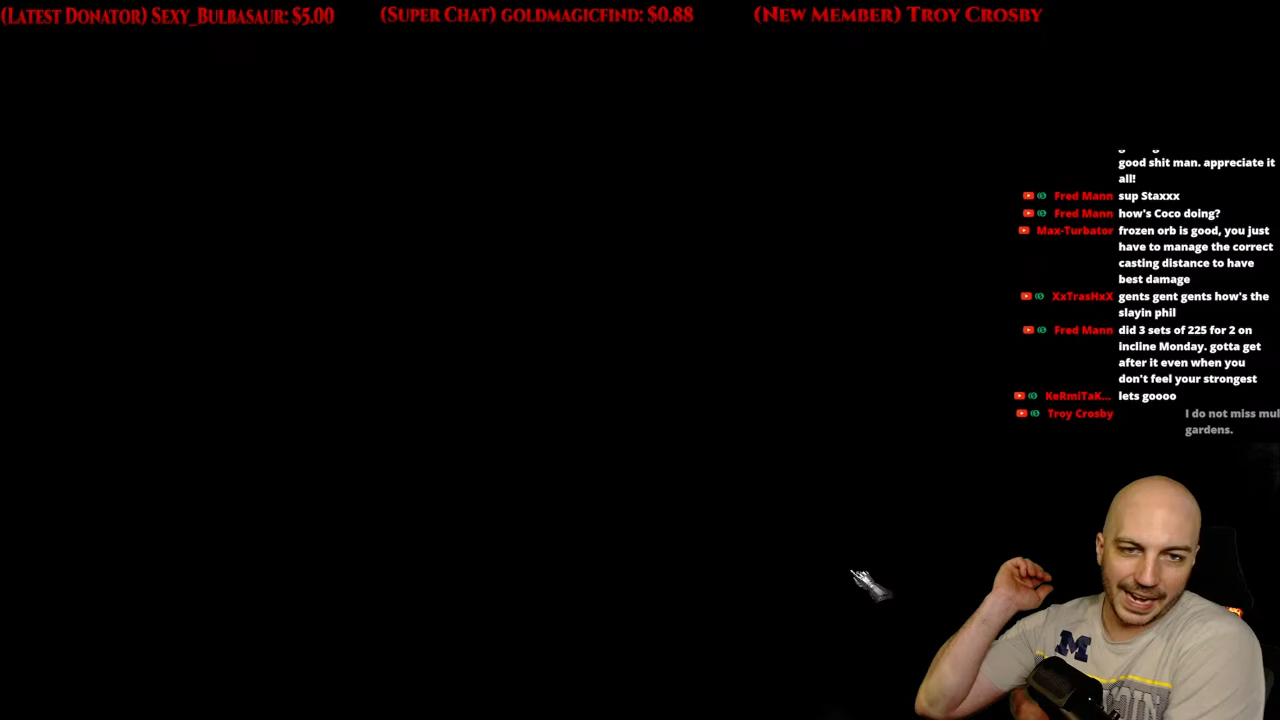 (Latest Donator) Sexy_Bulbasaur: $5.00
(Super Chat) goldmagicfind: $0.88
(New Member) Troy Crosby
good shit man. appreciate it
all!
Fred Mann sup Staxxx
Fred Mann how's Coco doing?
Max-Turbator frozen orb is good, you just
have to manage the correct
casting distance to have
best damage
XxTrasHxX gents gent gents how's the
slayin phil
Fred Mann did 3 sets of 225 for 2 on
incline Monday. gotta get
after it even when you
don't feel your strongest
KeRmiTaK... lets goooo
Troy Crosby I do not miss mul
gardens.
M